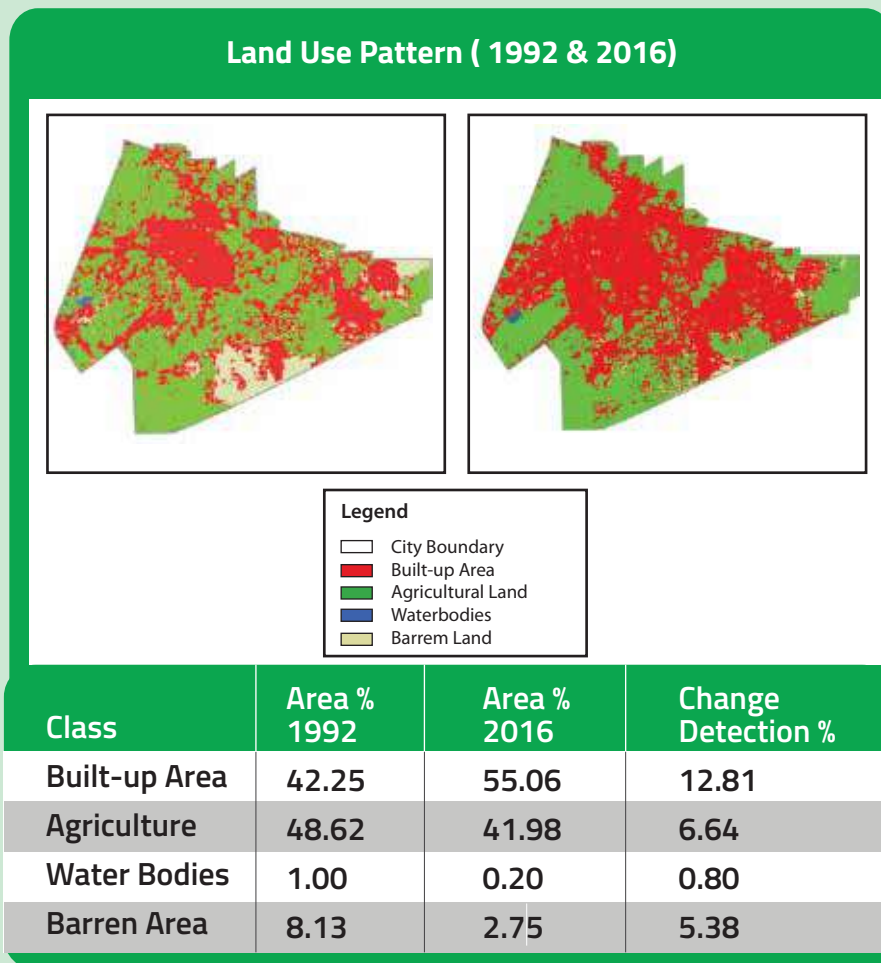 Land Use Pattern ( 1992 & 2016)
Legend
City Boundary
Built-up Area
Agricultural Land
Waterbodies
Barrem Land
Class Area % 1992 Area % 2016 Change Detection %
Built-up Area 42.25 55.06 12.81
Agriculture 48.62 41.98 6.64
Water Bodies 1.00 0.20 0.80
Barren Area 8.13 2.75 5.38